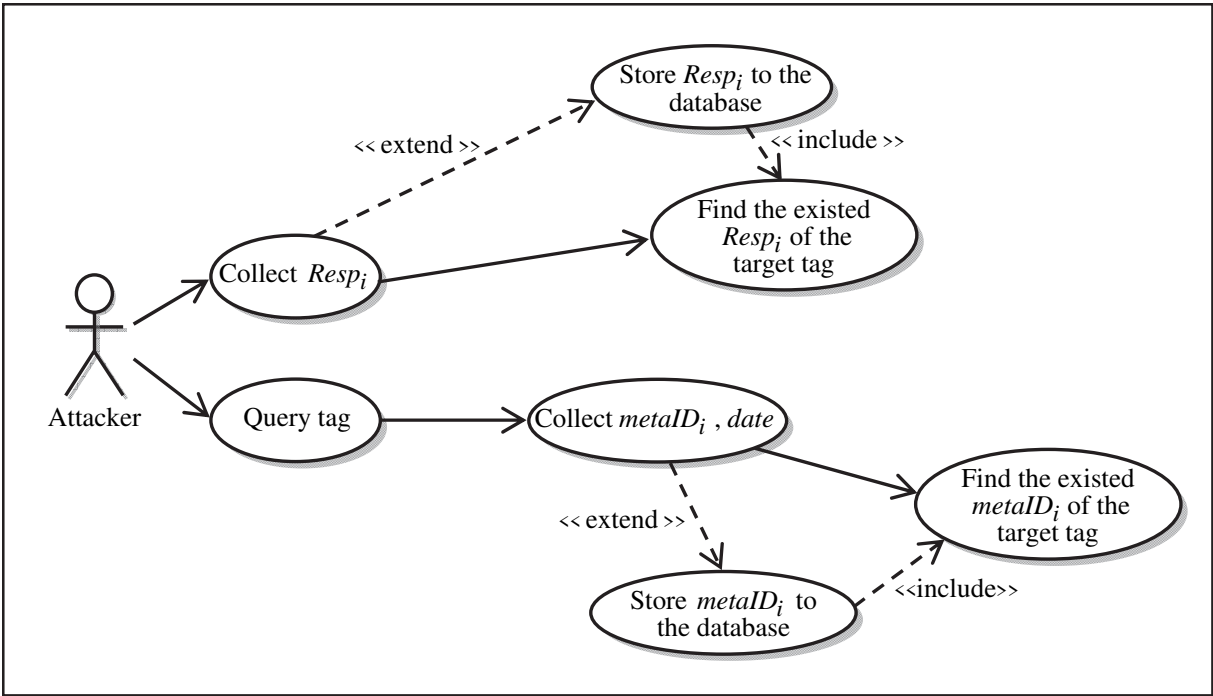 Store Resp_i to the
database
<< extend >>
<< include >>
Find the existed
Resp_i of the
target tag
Collect Resp_i
Attacker
Query tag
Collect metaID_i , date
Find the existed
metaID_i of the
target tag
<< extend >>
<<include>>
Store metaID_i to
the database